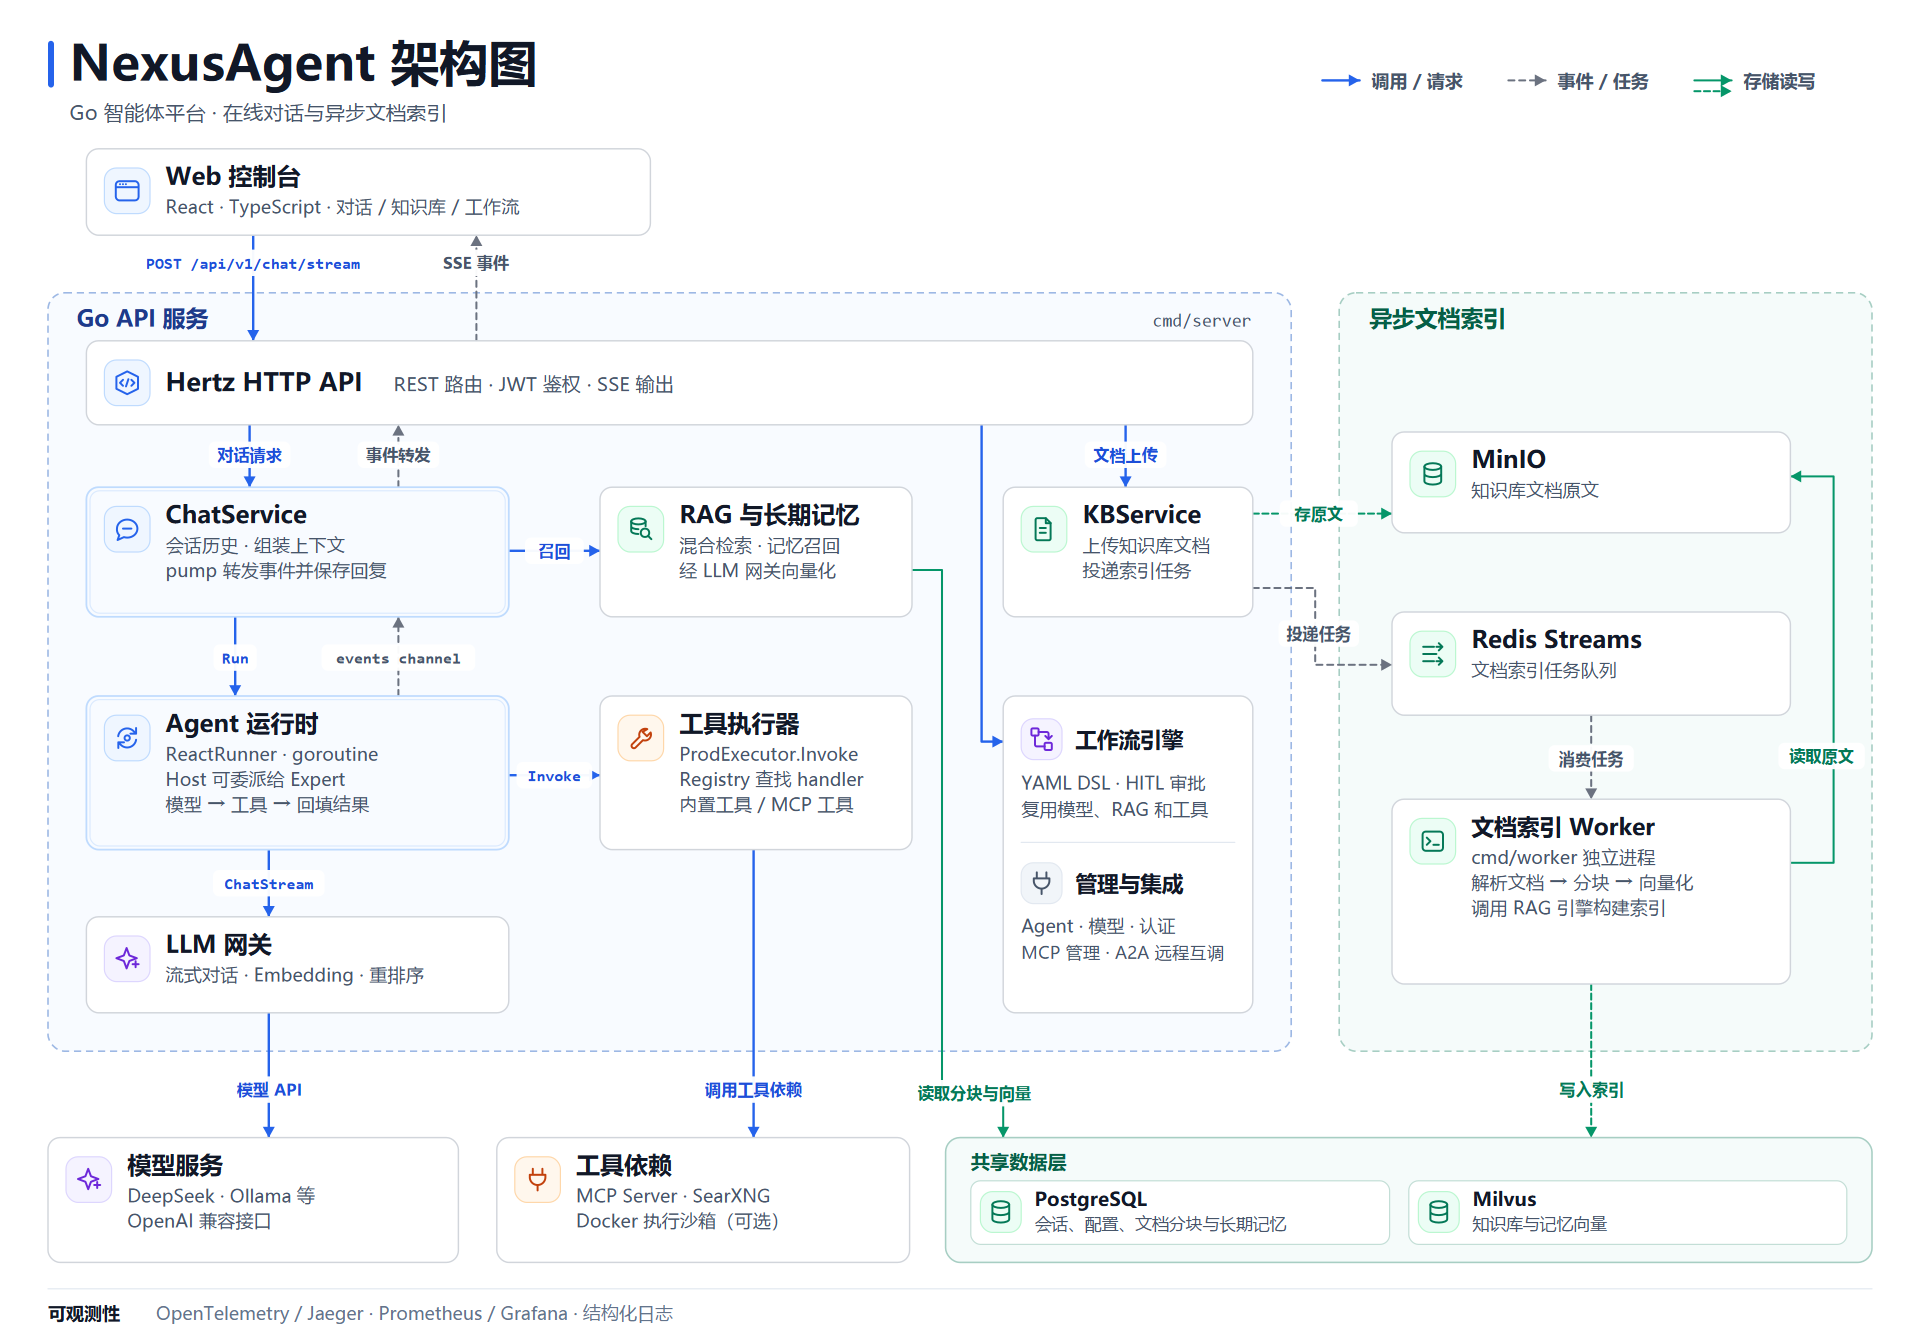 NexusAgent 架构图
Go 智能体平台 · 在线对话与异步文档索引
调用 / 请求
事件 / 任务
存储读写
Web 控制台
React · TypeScript · 对话 / 知识库 / 工作流
POST /api/v1/chat/stream
SSE 事件
Go API 服务
cmd/server
Hertz HTTP API
REST 路由 · JWT 鉴权 · SSE 输出
对话请求
事件转发
文档上传
ChatService
会话历史 · 组装上下文
pump 转发事件并保存回复
召回
RAG 与长期记忆
混合检索 · 记忆召回
经 LLM 网关向量化
KBService
上传知识库文档
投递索引任务
Run
events channel
Agent 运行时
ReactRunner · goroutine
Host 可委派给 Expert
模型 → 工具 → 回填结果
Invoke
工具执行器
ProdExecutor.Invoke
Registry 查找 handler
内置工具 / MCP 工具
工作流引擎
YAML DSL · HITL 审批
复用模型、RAG 和工具
管理与集成
Agent · 模型 · 认证
MCP 管理 · A2A 远程互调
ChatStream
LLM 网关
流式对话 · Embedding · 重排序
异步文档索引
存原文
MinIO
知识库文档原文
投递任务
Redis Streams
文档索引任务队列
消费任务
读取原文
文档索引 Worker
cmd/worker 独立进程
解析文档 → 分块 → 向量化
调用 RAG 引擎构建索引
模型 API
调用工具依赖
读取分块与向量
写入索引
模型服务
DeepSeek · Ollama 等
OpenAI 兼容接口
工具依赖
MCP Server · SearXNG
Docker 执行沙箱（可选）
共享数据层
PostgreSQL
会话、配置、文档分块与长期记忆
Milvus
知识库与记忆向量
可观测性
OpenTelemetry / Jaeger · Prometheus / Grafana · 结构化日志